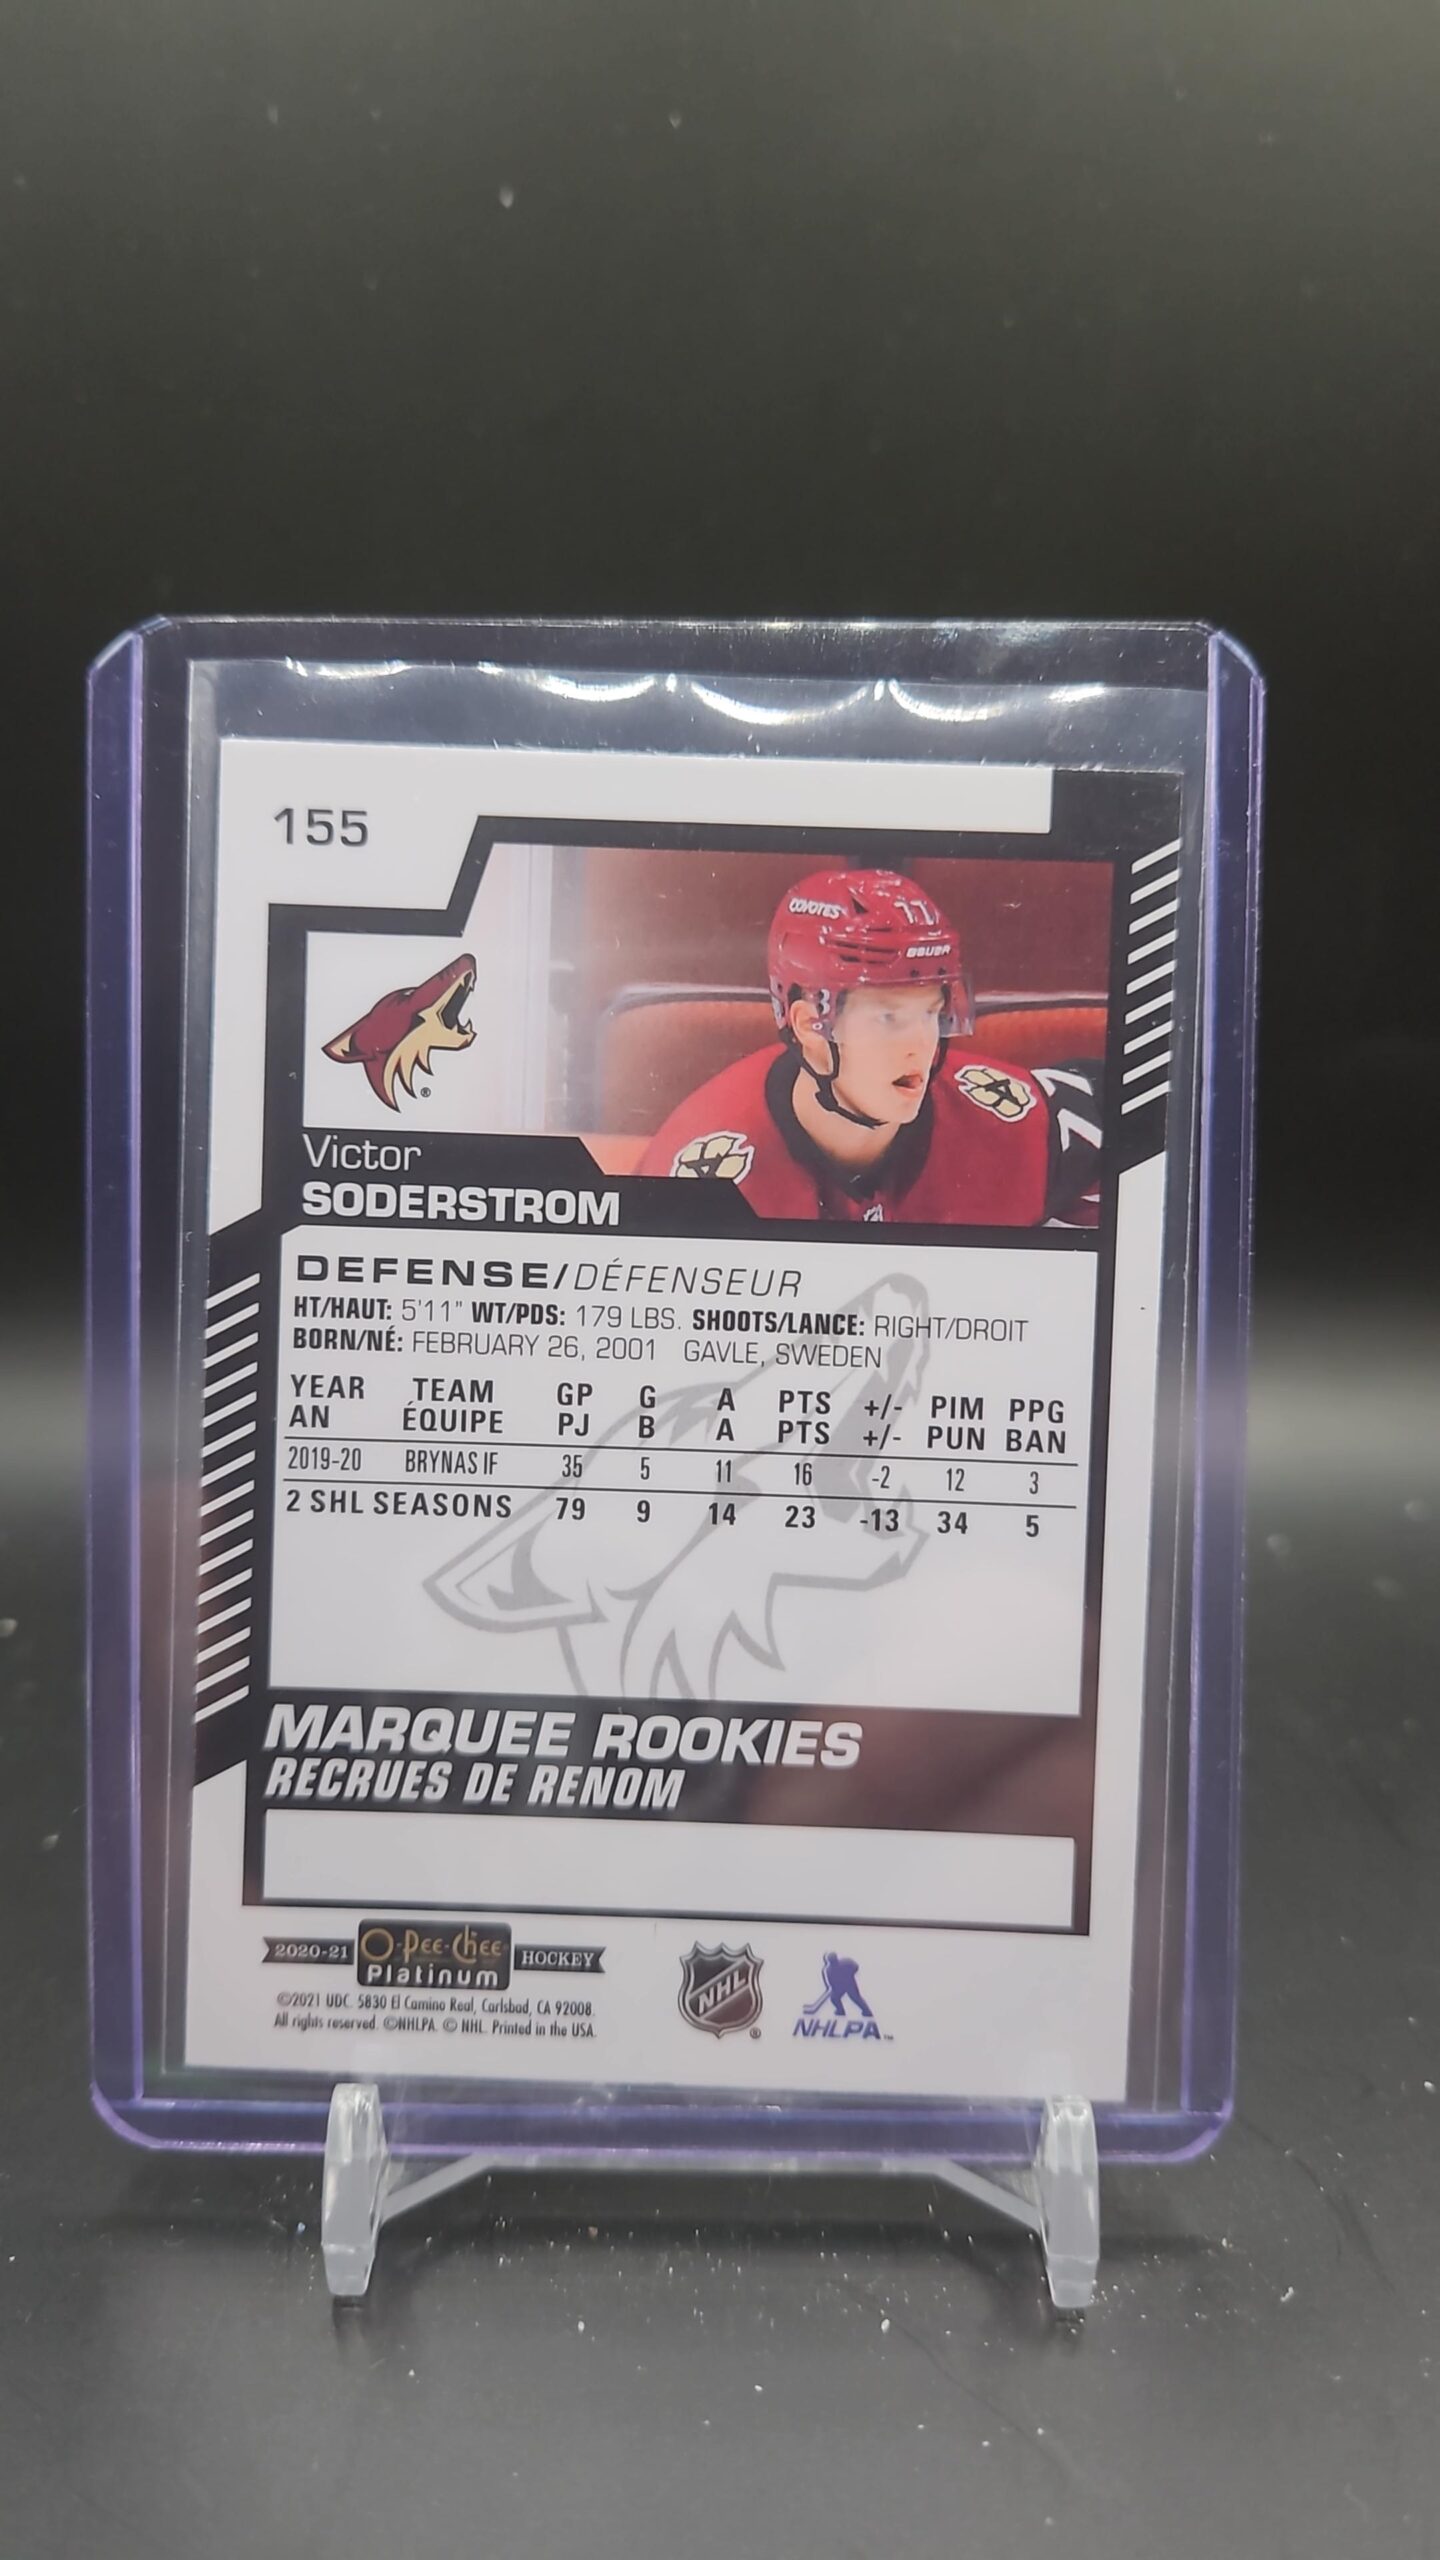 155
COYOTES 77
BAUER
77
Victor
SODERSTROM
DEFENSE/DÉFENSEUR
HT/HAUT: 5'11" WT/PDS: 179 LBS. SHOOTS/LANCE: RIGHT/DROIT
BORN/NÉ: FEBRUARY 26, 2001 GAVLE, SWEDEN
YEAR TEAM GP G A PTS +/- PIM PPG
AN ÉQUIPE PJ B A PTS +/- PUN BAN
2019-20 BRYNAS IF 35 5 11 16 -2 12 3
2 SHL SEASONS 79 9 14 23 -13 34 5
MARQUEE ROOKIES
RECRUES DE RENOM
2020-21 O-Pee-Chee Platinum HOCKEY
©2021 UDC. 5830 El Camino Real, Carlsbad, CA 92008.
All rights reserved. ©NHLPA. © NHL. Printed in the USA.
NHL ®
NHLPA™